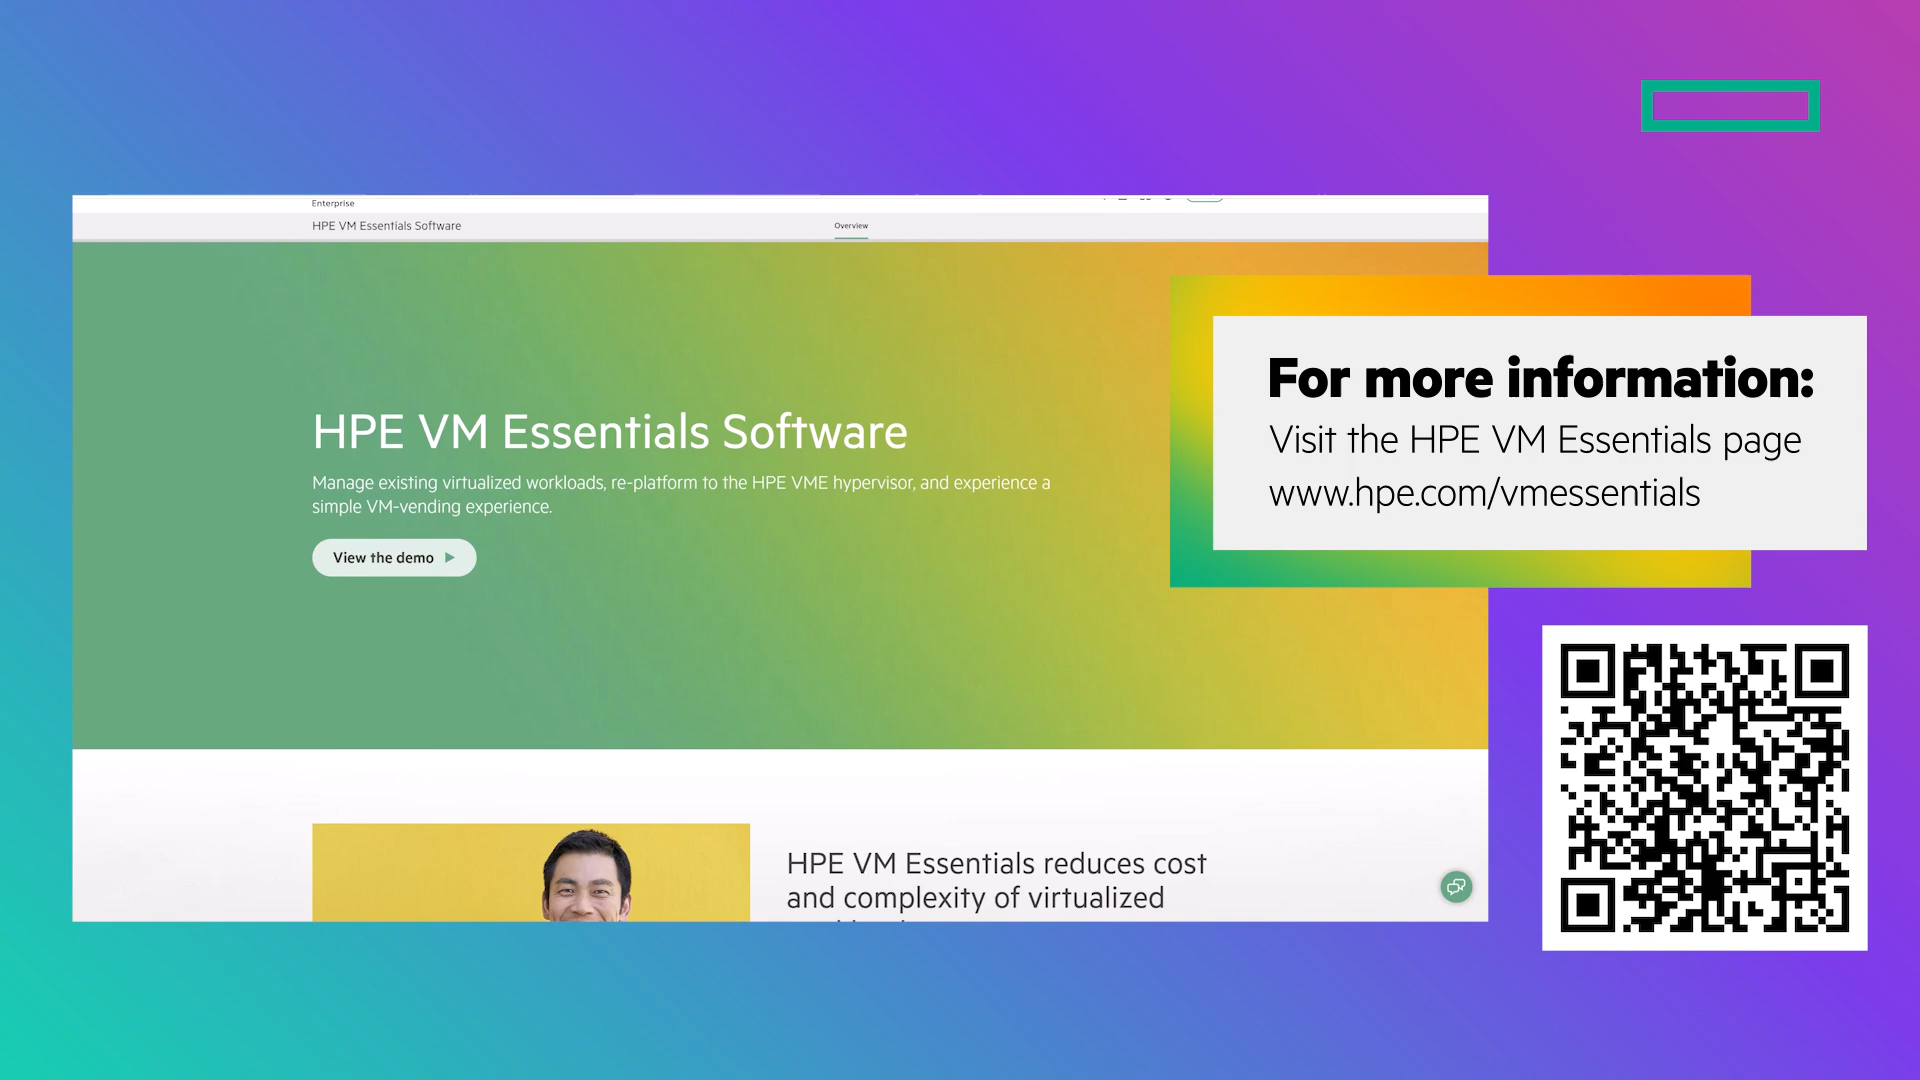 Enterprise
HPE VM Essentials Software
Overview
HPE VM Essentials Software
Manage existing virtualized workloads, re-platform to the HPE VME hypervisor, and experience a
simple VM-vending experience.
View the demo
For more information:
Visit the HPE VM Essentials page
www.hpe.com/vmessentials
HPE VM Essentials reduces cost
and complexity of virtualized